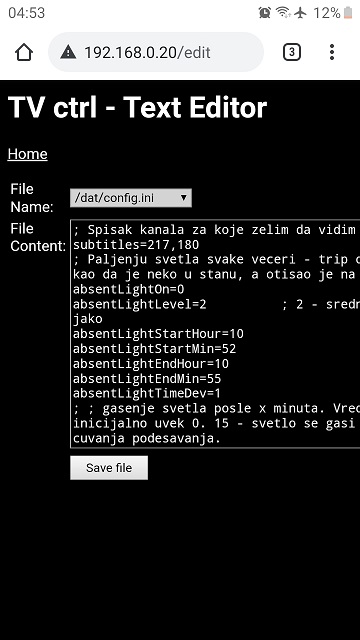 04:53
12%
192.168.0.20/edit
3
TV ctrl - Text Editor
Home
File Name:
/dat/config.ini
File Content:
; Spisak kanala za koje zelim da vidim
subtitles=217,180
; Paljenju svetla svake veceri - trip
kao da je neko u stanu, a otisao je na
absentLightOn=0
absentLightLevel=2 ; 2 - sredn
jako
absentLightStartHour=10
absentLightStartMin=52
absentLightEndHour=10
absentLightEndMin=55
absentLightTimeDev=1
; ; gasenje svetla posle x minuta. Vred
inicijalno uvek 0. 15 - svetlo se gasi
cuvanja podesavanja.
Save file